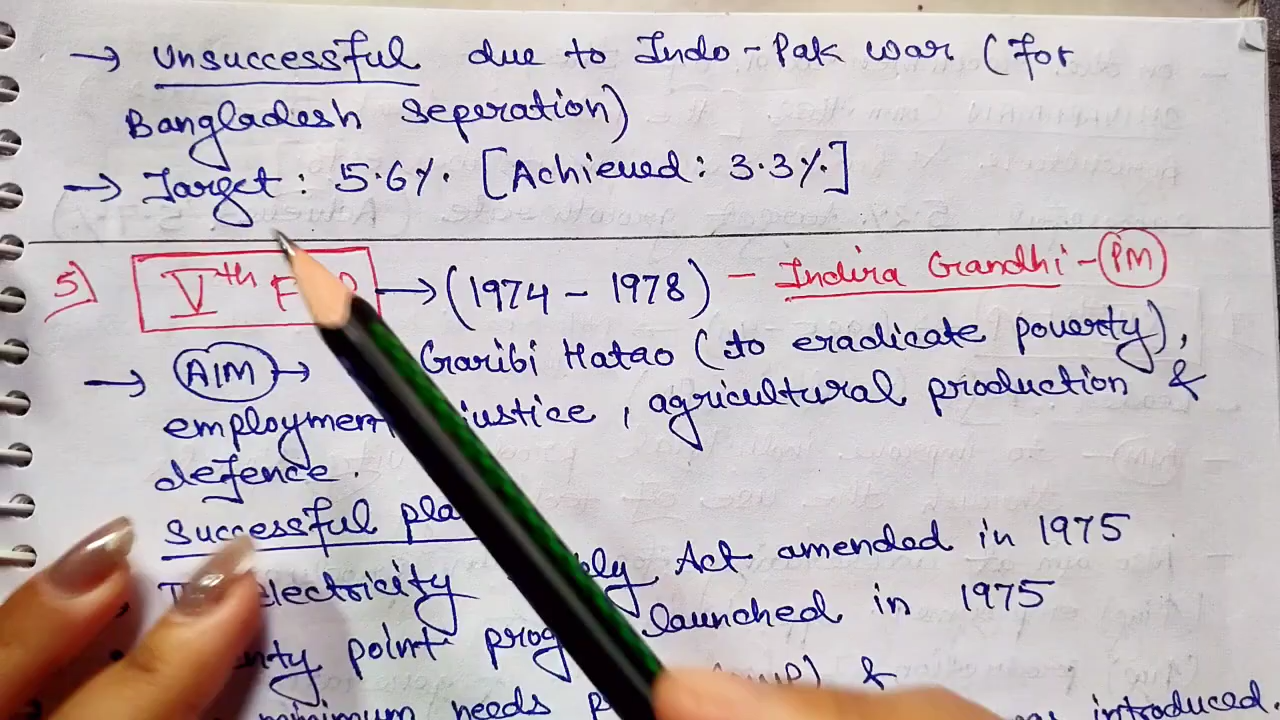 → Unsuccessful due to Indo - Pak war (for
Bangladesh seperation)
→ Target : 5.6%. [Achieved : 3.3%.]
5) Vth → (1974 - 1978) - Indira Gandhi - PM
→ AIM → Garibi Hatao (to eradicate poverty),
justice, agricultural production &
defence.
Successful
Act amended in 1975
point launched in 1975
needs &
introduced.